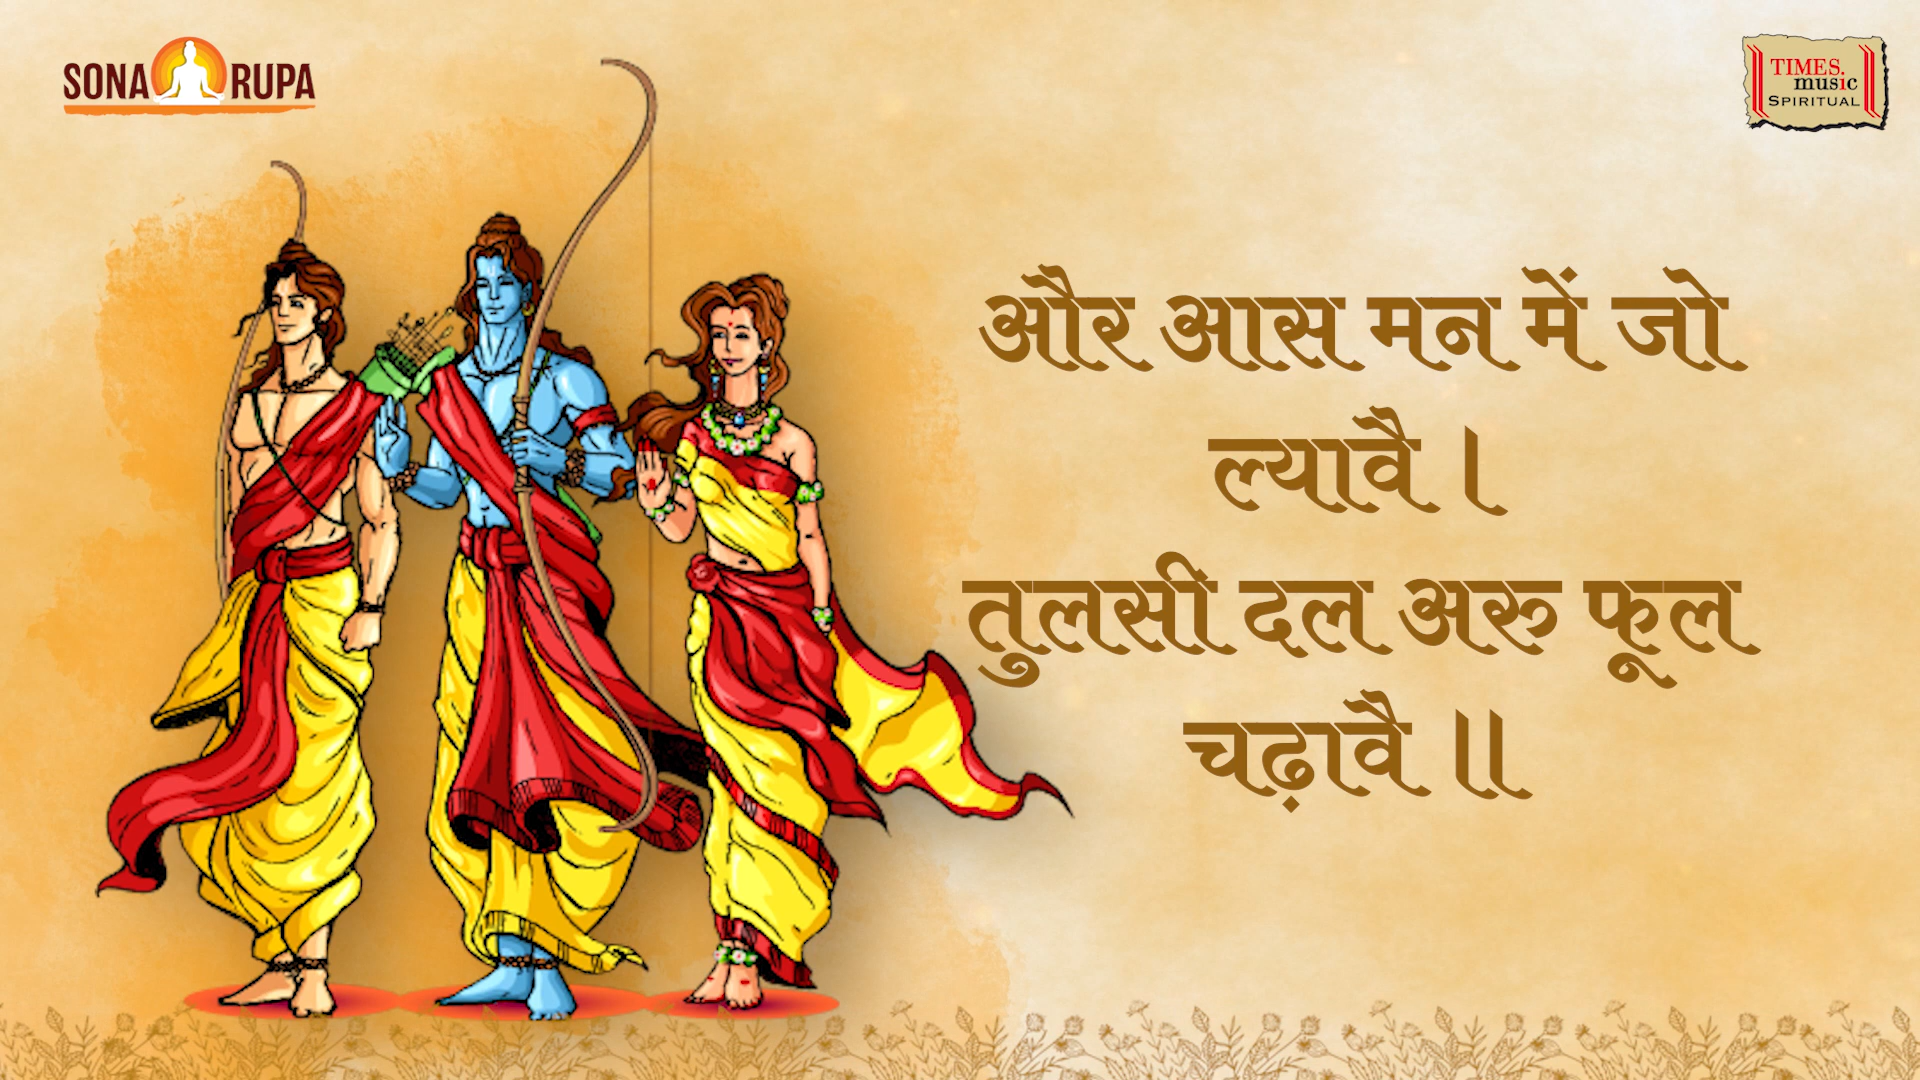 SONA RUPA
TIMES.
music
SPIRITUAL
और आस मन में जो
ल्यावै ।
तुलसी दल अरु फूल
चढ़ावै ॥